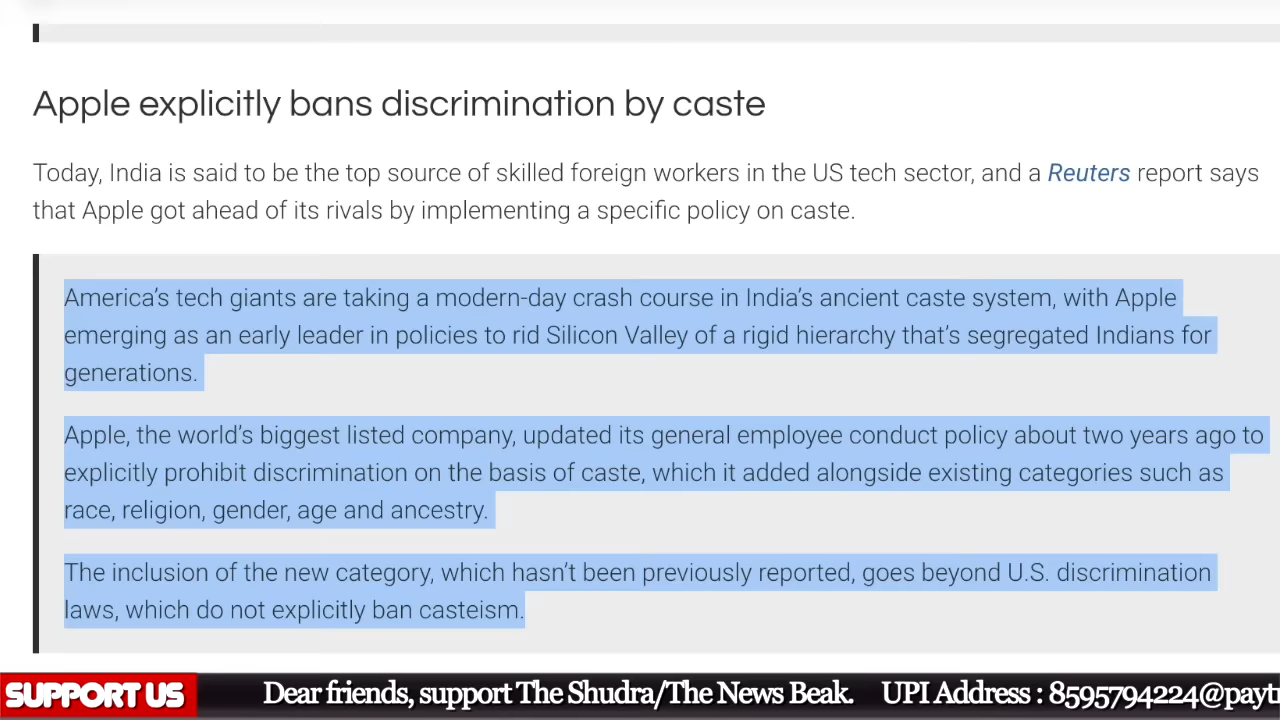 Apple explicitly bans discrimination by caste
Today, India is said to be the top source of skilled foreign workers in the US tech sector, and a Reuters report says
that Apple got ahead of its rivals by implementing a specific policy on caste.
America’s tech giants are taking a modern-day crash course in India’s ancient caste system, with Apple
emerging as an early leader in policies to rid Silicon Valley of a rigid hierarchy that’s segregated Indians for
generations.
Apple, the world’s biggest listed company, updated its general employee conduct policy about two years ago to
explicitly prohibit discrimination on the basis of caste, which it added alongside existing categories such as
race, religion, gender, age and ancestry.
The inclusion of the new category, which hasn’t been previously reported, goes beyond U.S. discrimination
laws, which do not explicitly ban casteism.
SUPPORT US Dear friends, support The Shudra/The News Beak. UPI Address : 8595794224@payt